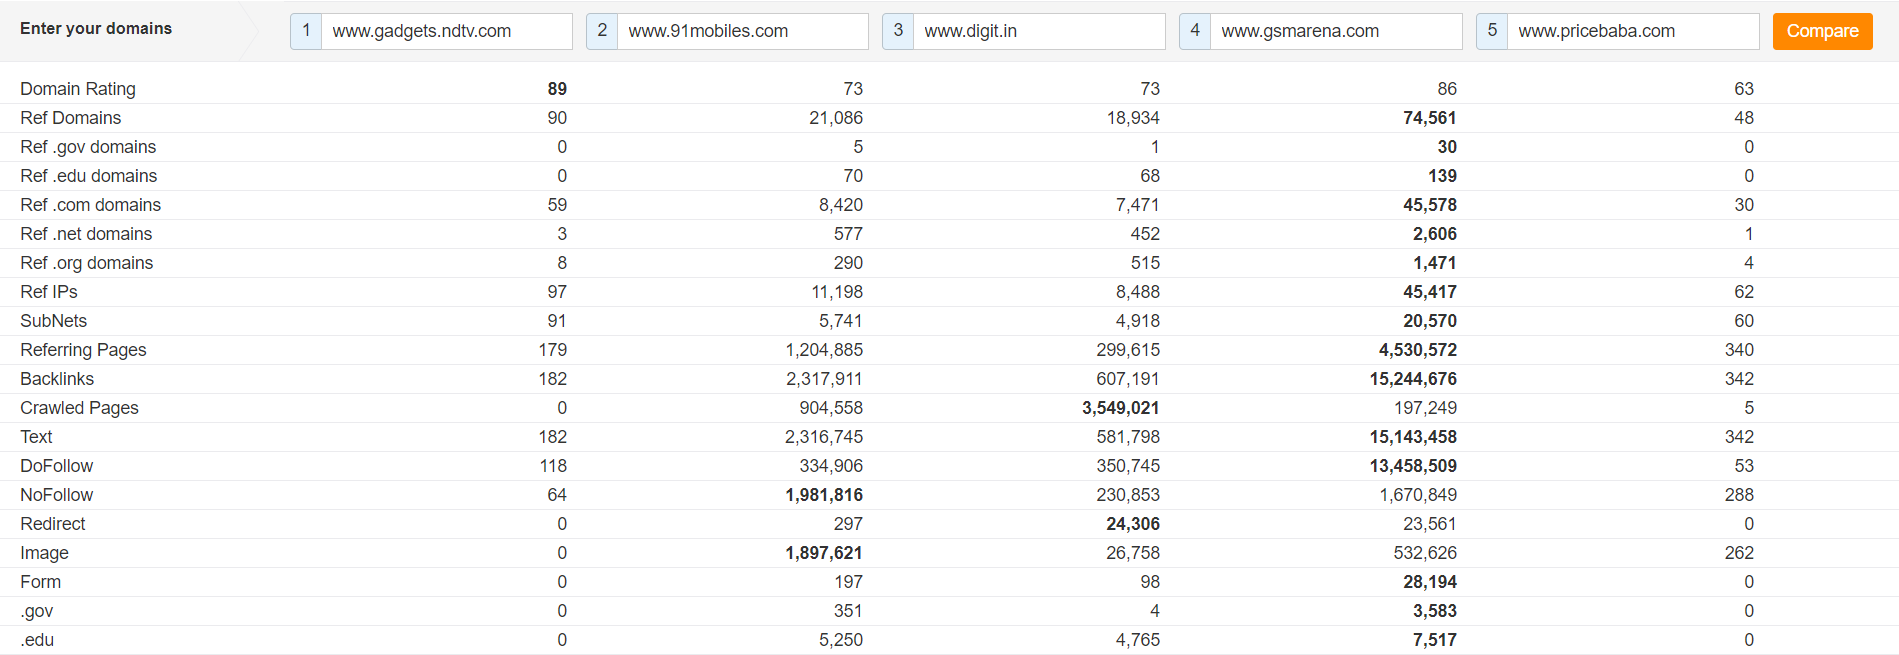 Enter your domains 1 www.gadgets.ndtv.com 2 www.91mobiles.com 3 www.digit.in 4 www.gsmarena.com 5 www.pricebaba.com Compare
Domain Rating 89 73 73 86 63
Ref Domains 90 21,086 18,934 74,561 48
Ref .gov domains 0 5 1 30 0
Ref .edu domains 0 70 68 139 0
Ref .com domains 59 8,420 7,471 45,578 30
Ref .net domains 3 577 452 2,606 1
Ref .org domains 8 290 515 1,471 4
Ref IPs 97 11,198 8,488 45,417 62
SubNets 91 5,741 4,918 20,570 60
Referring Pages 179 1,204,885 299,615 4,530,572 340
Backlinks 182 2,317,911 607,191 15,244,676 342
Crawled Pages 0 904,558 3,549,021 197,249 5
Text 182 2,316,745 581,798 15,143,458 342
DoFollow 118 334,906 350,745 13,458,509 53
NoFollow 64 1,981,816 230,853 1,670,849 288
Redirect 0 297 24,306 23,561 0
Image 0 1,897,621 26,758 532,626 262
Form 0 197 98 28,194 0
.gov 0 351 4 3,583 0
.edu 0 5,250 4,765 7,517 0